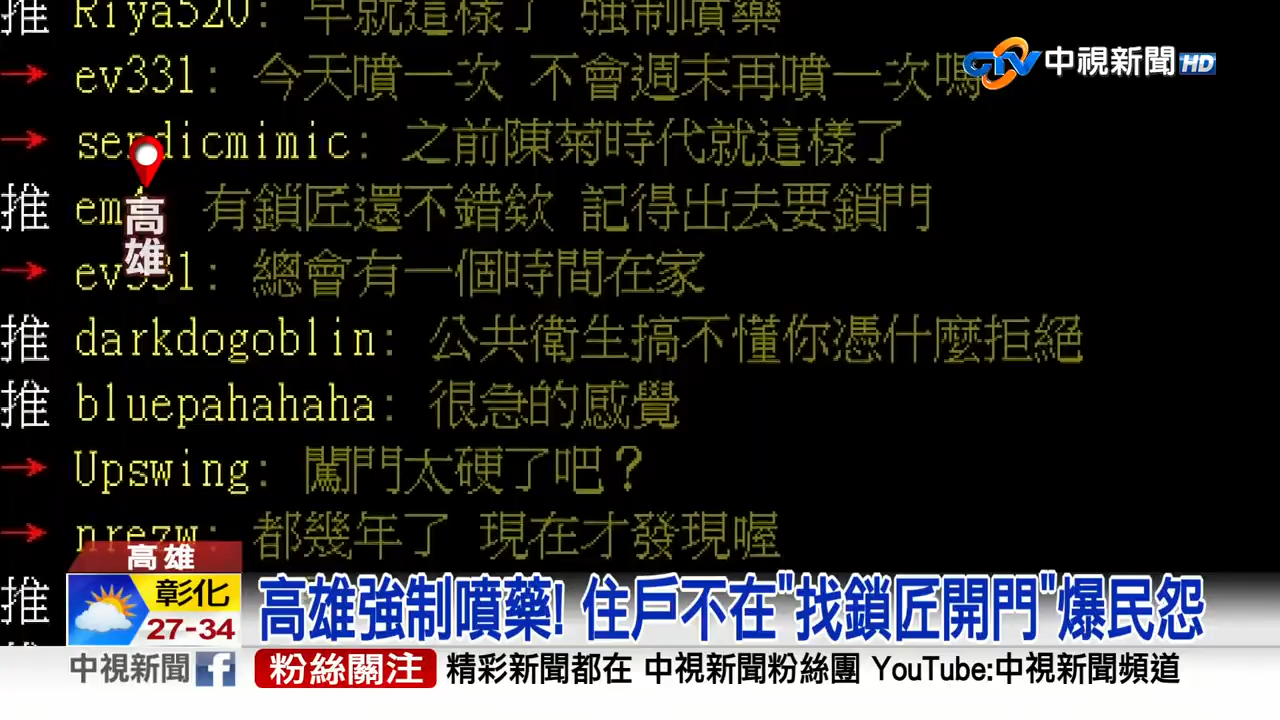 推 Riya520: 早就這樣了 強制噴藥
→ ev331: 今天噴一次 不會週末再噴一次嗎
CTV 中視新聞 HD
→ sendicmimic: 之前陳菊時代就這樣了
推 em 有鎖匠還不錯欸 記得出去要鎖門
高雄
→ ev331: 總會有一個時間在家
推 darkdogoblin: 公共衛生搞不懂你憑什麼拒絕
推 bluepahahaha: 很急的感覺
→ Upswing: 闖門太硬了吧？
→ nrezw: 都幾年了 現在才發現喔
推
高雄
彰化
27-34
高雄強制噴藥! 住戶不在"找鎖匠開門"爆民怨
中視新聞 f 粉絲關注 精彩新聞都在 中視新聞粉絲團 YouTube:中視新聞頻道